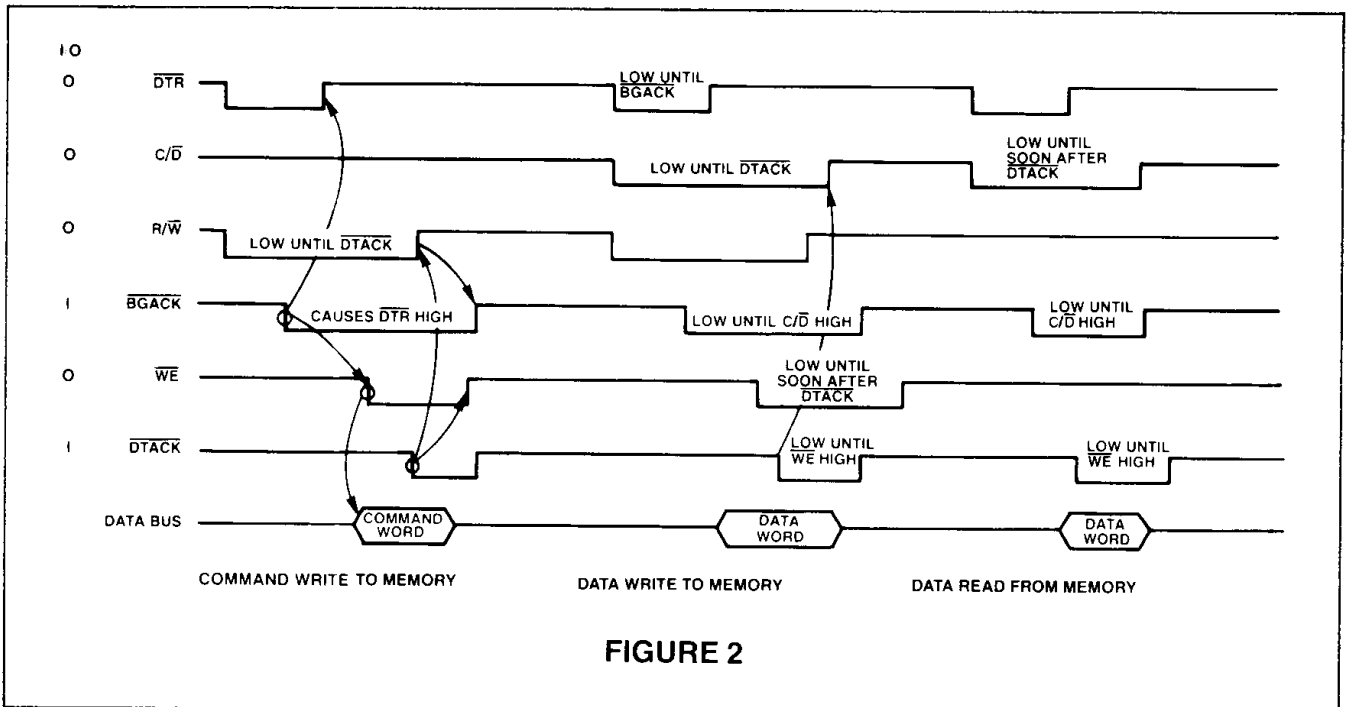 I O
O DTR
LOW UNTIL
BGACK
O C/D
LOW UNTIL DTACK
LOW UNTIL
SOON AFTER
DTACK
O R/W
LOW UNTIL DTACK
I BGACK
CAUSES DTR HIGH
LOW UNTIL C/D HIGH
LOW UNTIL
C/D HIGH
O WE
LOW UNTIL
SOON AFTER
DTACK
I DTACK
LOW UNTIL
WE HIGH
LOW UNTIL
WE HIGH
DATA BUS
COMMAND
WORD
DATA
WORD
DATA
WORD
COMMAND WRITE TO MEMORY
DATA WRITE TO MEMORY
DATA READ FROM MEMORY
FIGURE 2